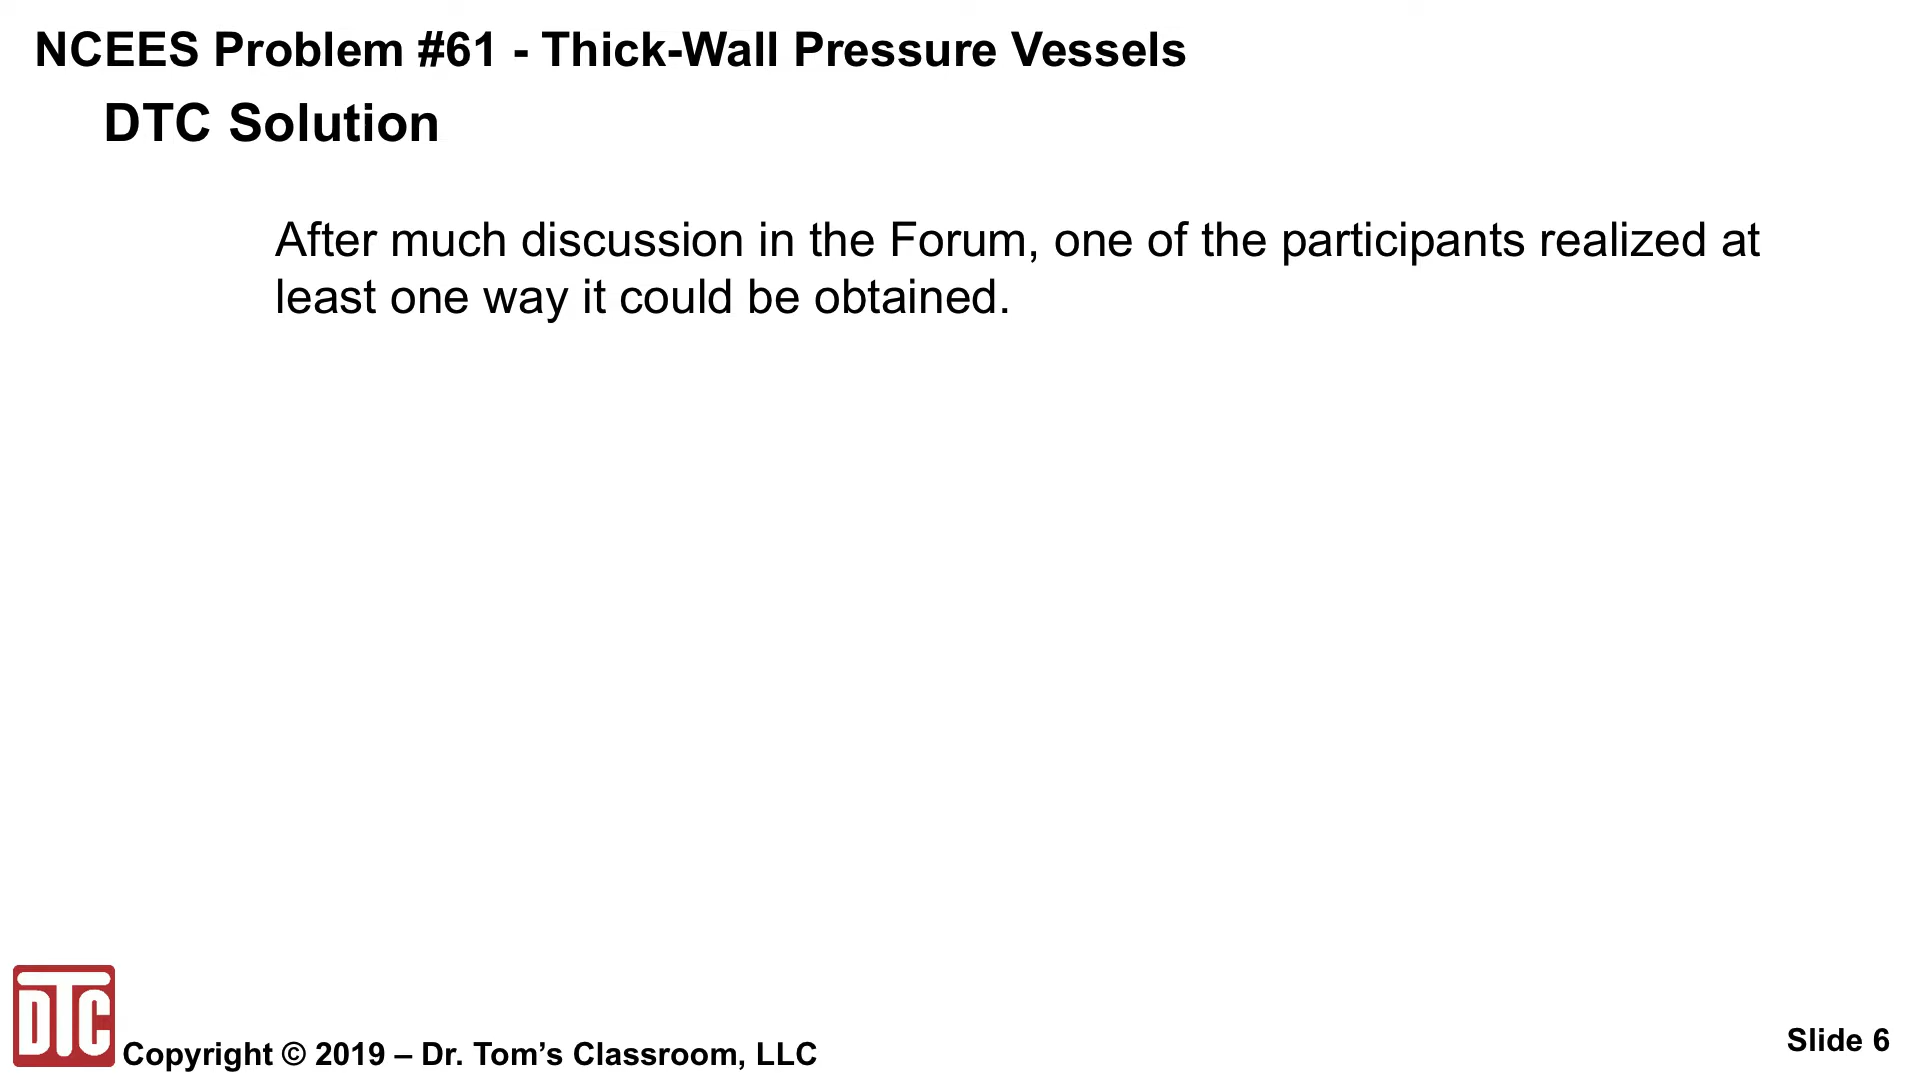 NCEES Problem #61 - Thick-Wall Pressure Vessels
DTC Solution
After much discussion in the Forum, one of the participants realized at
least one way it could be obtained.
DTC
Copyright © 2019 – Dr. Tom’s Classroom, LLC
Slide 6